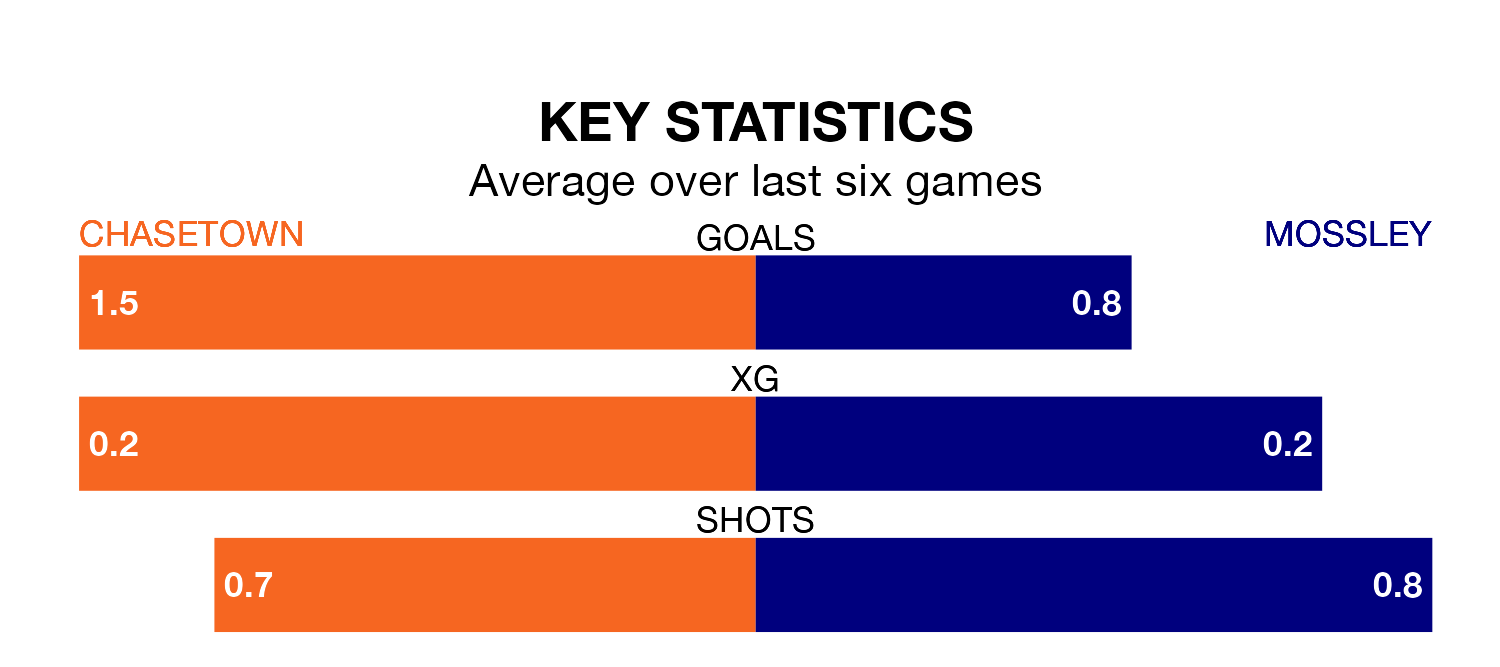 KEY STATISTICS
Average over last six games
CHASETOWN
GOALS
MOSSLEY
1.5
0.8
XG
0.2
0.2
SHOTS
0.7
0.8